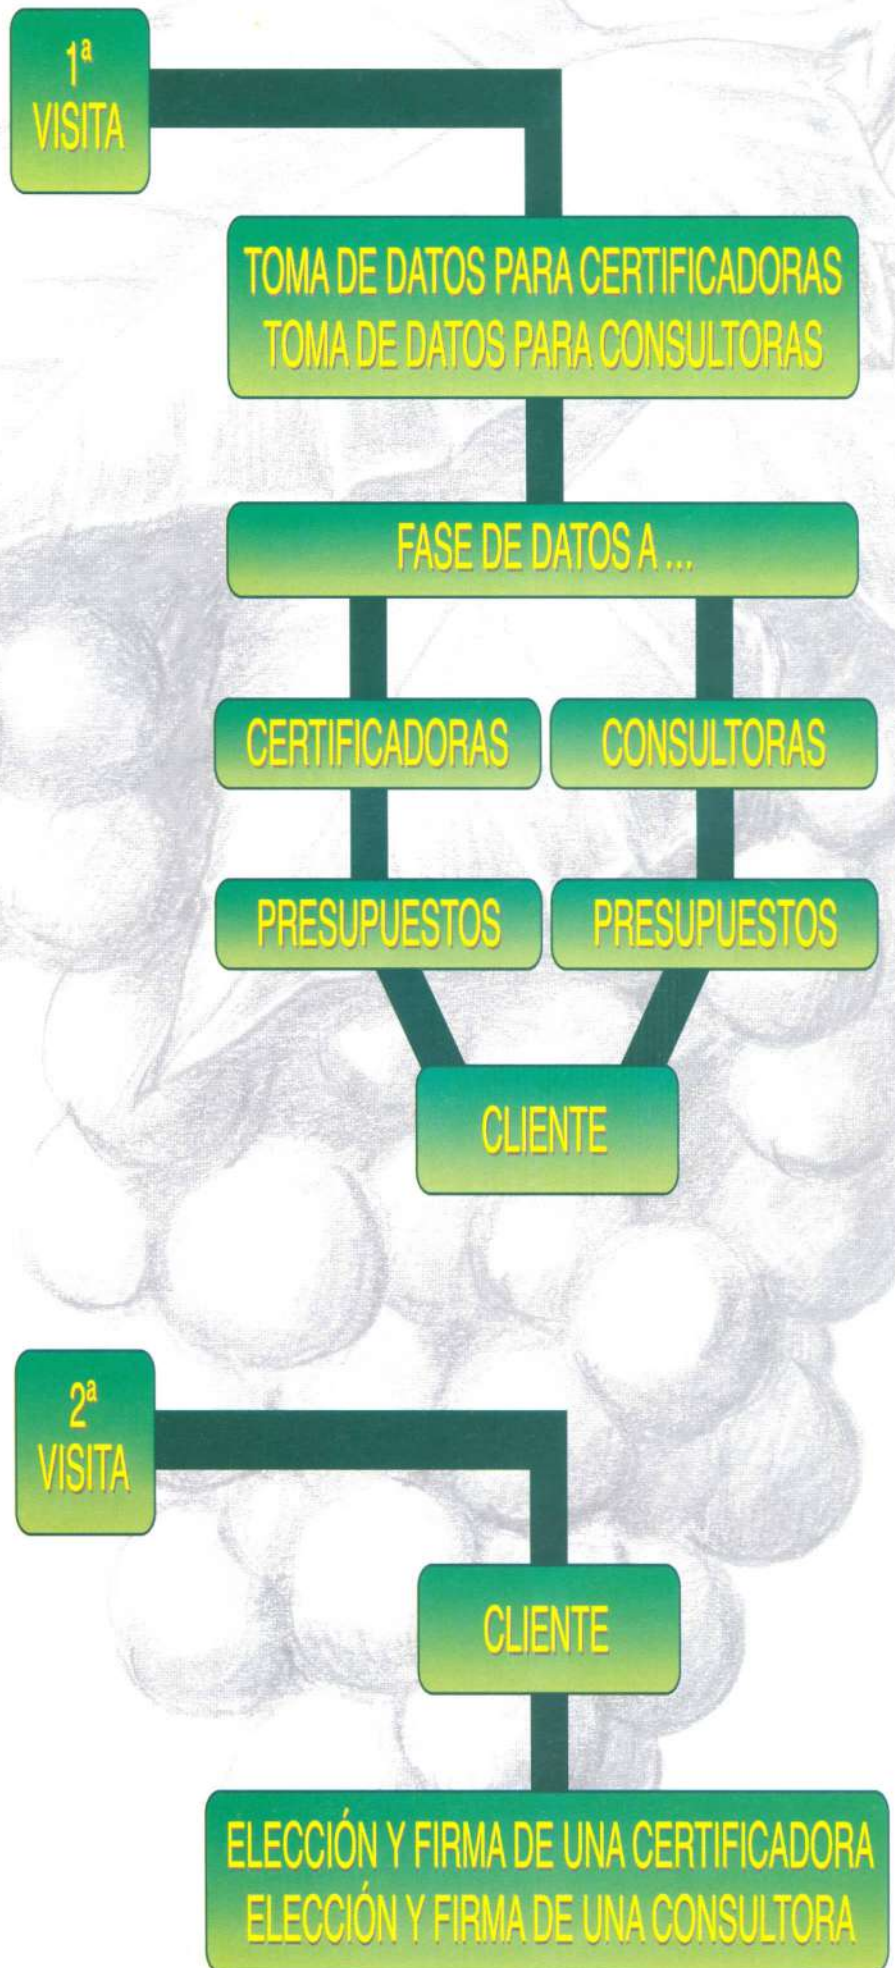 1ª
VISITA
TOMA DE DATOS PARA CERTIFICADORAS
TOMA DE DATOS PARA CONSULTORAS
FASE DE DATOS A ...
CERTIFICADORAS
CONSULTORAS
PRESUPUESTOS
PRESUPUESTOS
CLIENTE
2ª
VISITA
CLIENTE
ELECCIÓN Y FIRMA DE UNA CERTIFICADORA
ELECCIÓN Y FIRMA DE UNA CONSULTORA